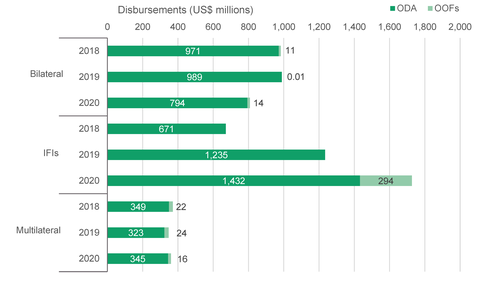 Disbursements (US$ millions)
ODA OOFs
0 200 400 600 800 1,000 1,200 1,400 1,600 1,800 2,000
Bilateral
2018 971 11
2019 989 0.01
2020 794 14
IFIs
2018 671
2019 1,235
2020 1,432 294
Multilateral
2018 349 22
2019 323 24
2020 345 16